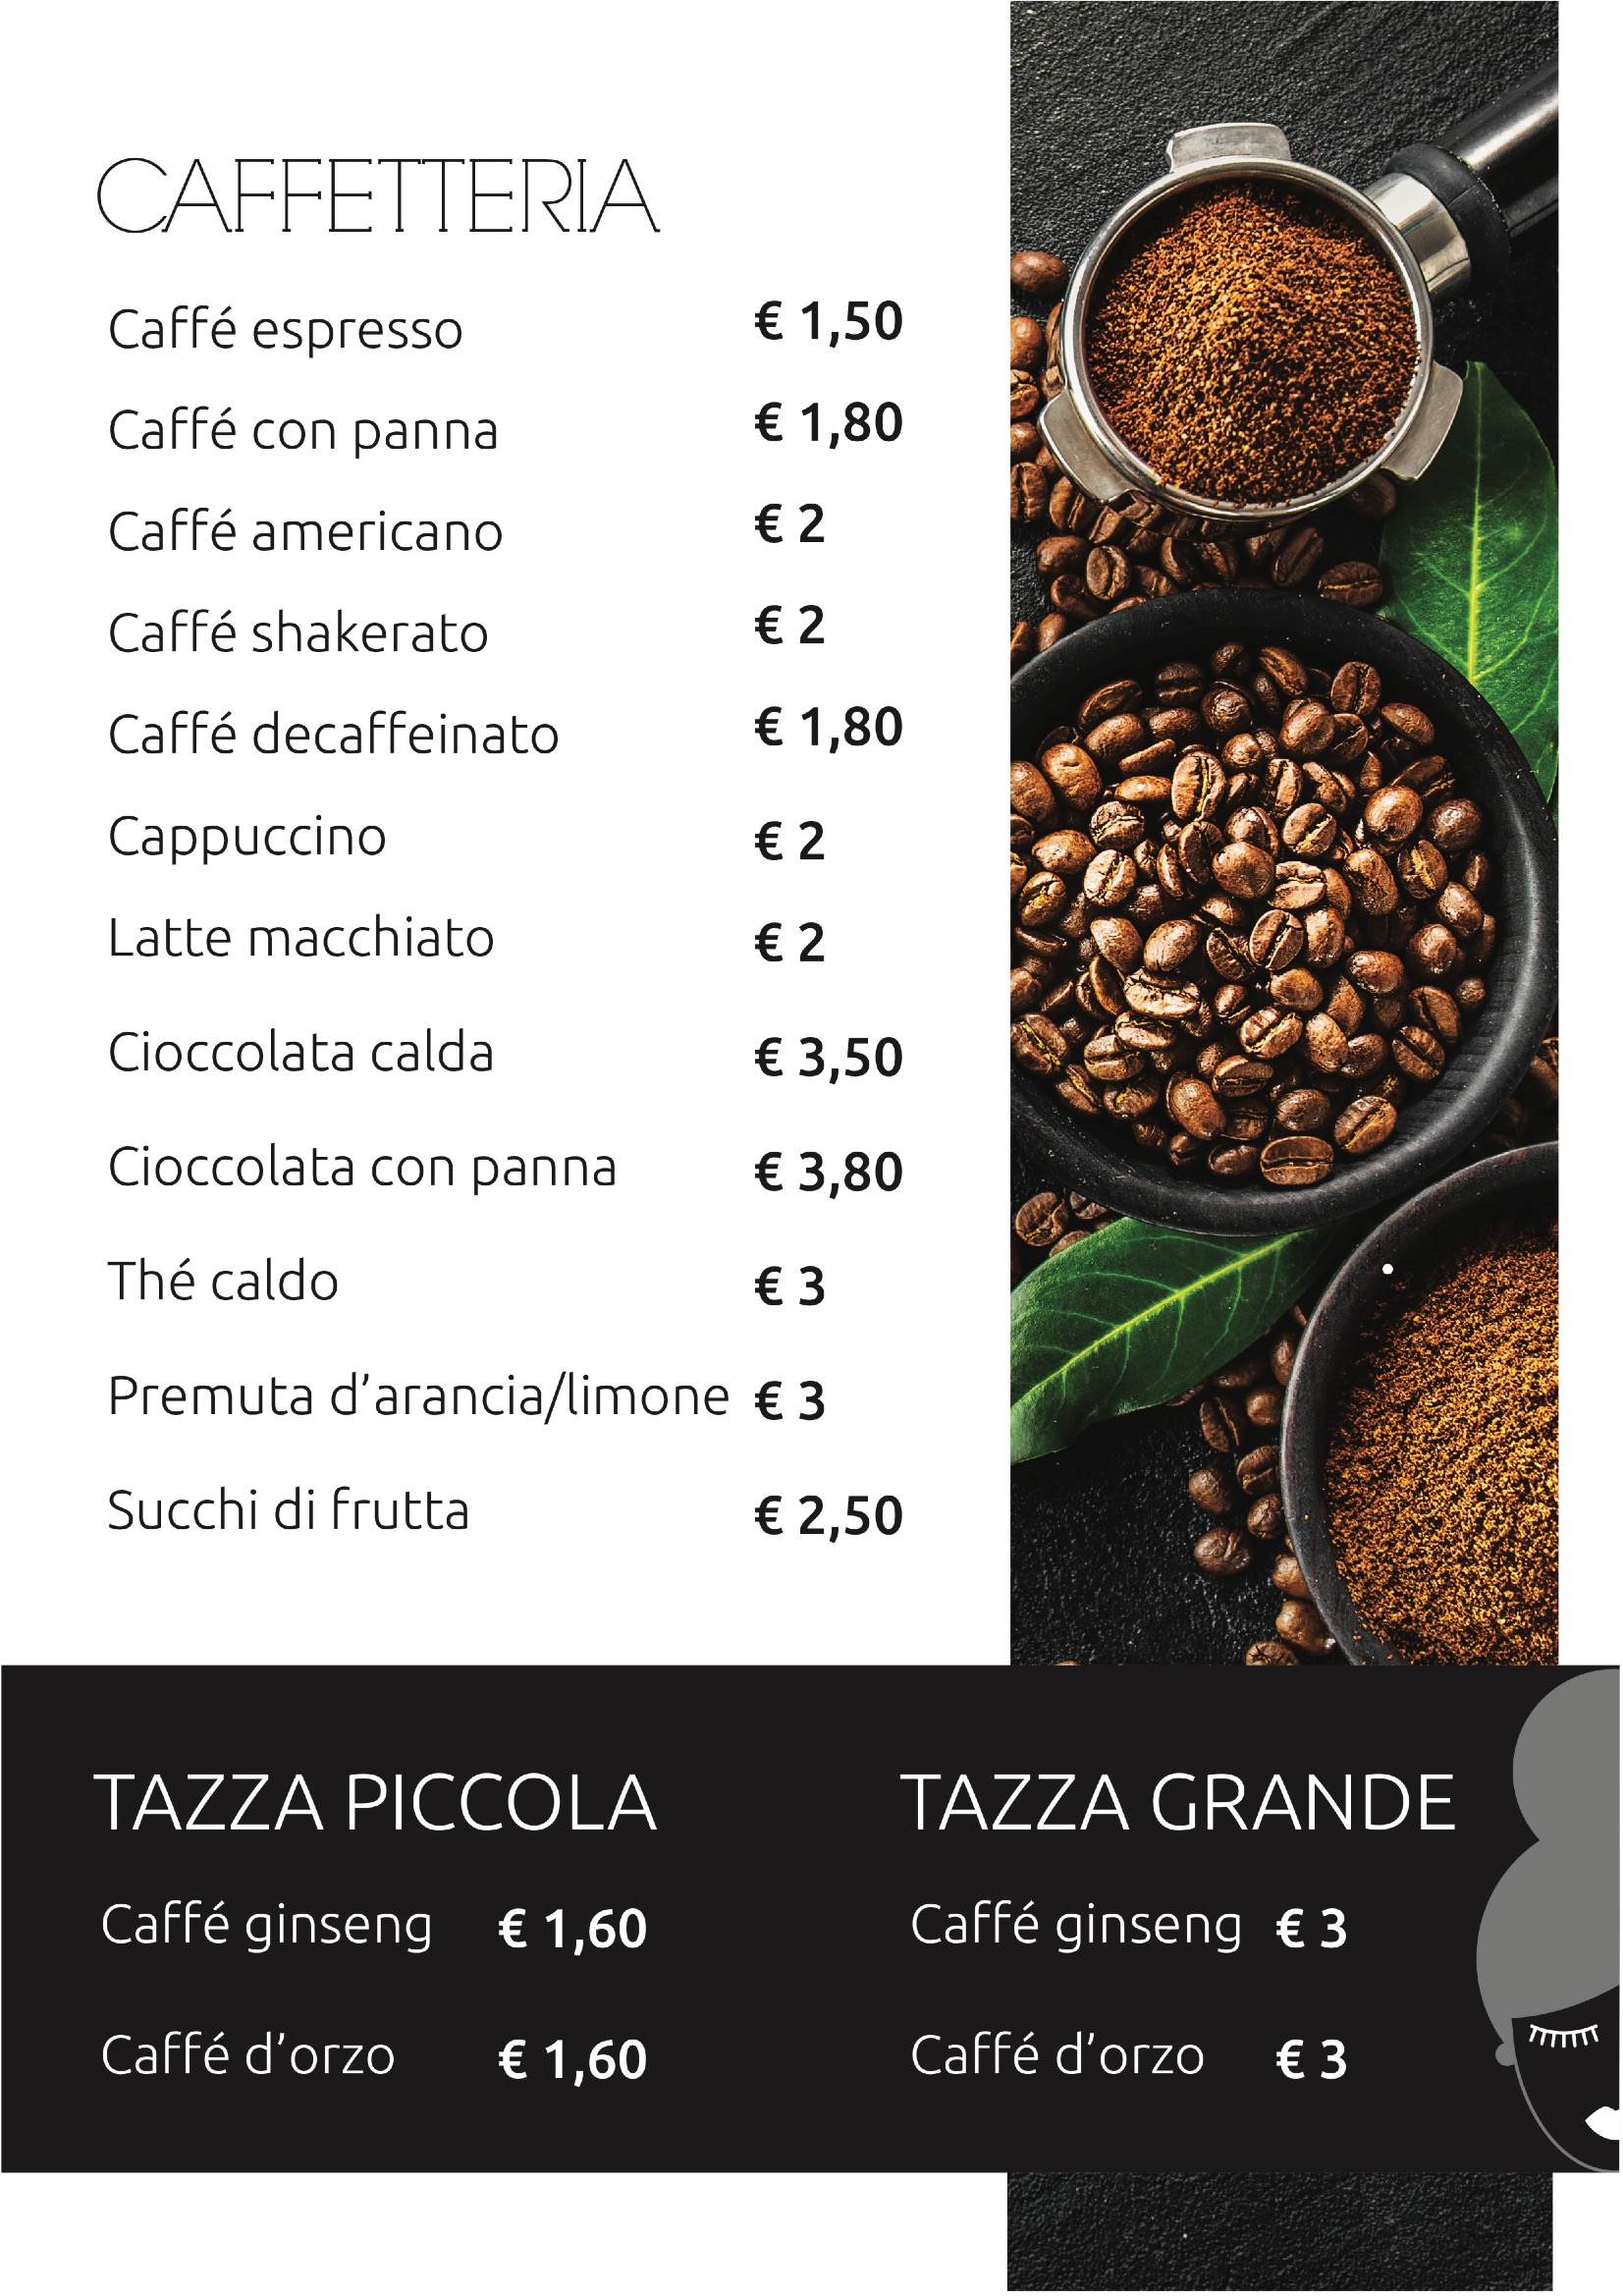 CAFFETTERIA
Caffé espresso € 1,50
Caffé con panna € 1,80
Caffé americano € 2
Caffé shakerato € 2
Caffé decaffeinato € 1,80
Cappuccino € 2
Latte macchiato € 2
Cioccolata calda € 3,50
Cioccolata con panna € 3,80
Thé caldo € 3
Premuta d’arancia/limone € 3
Succhi di frutta € 2,50
TAZZA PICCOLA
Caffé ginseng € 1,60
Caffé d’orzo € 1,60
TAZZA GRANDE
Caffé ginseng € 3
Caffé d’orzo € 3